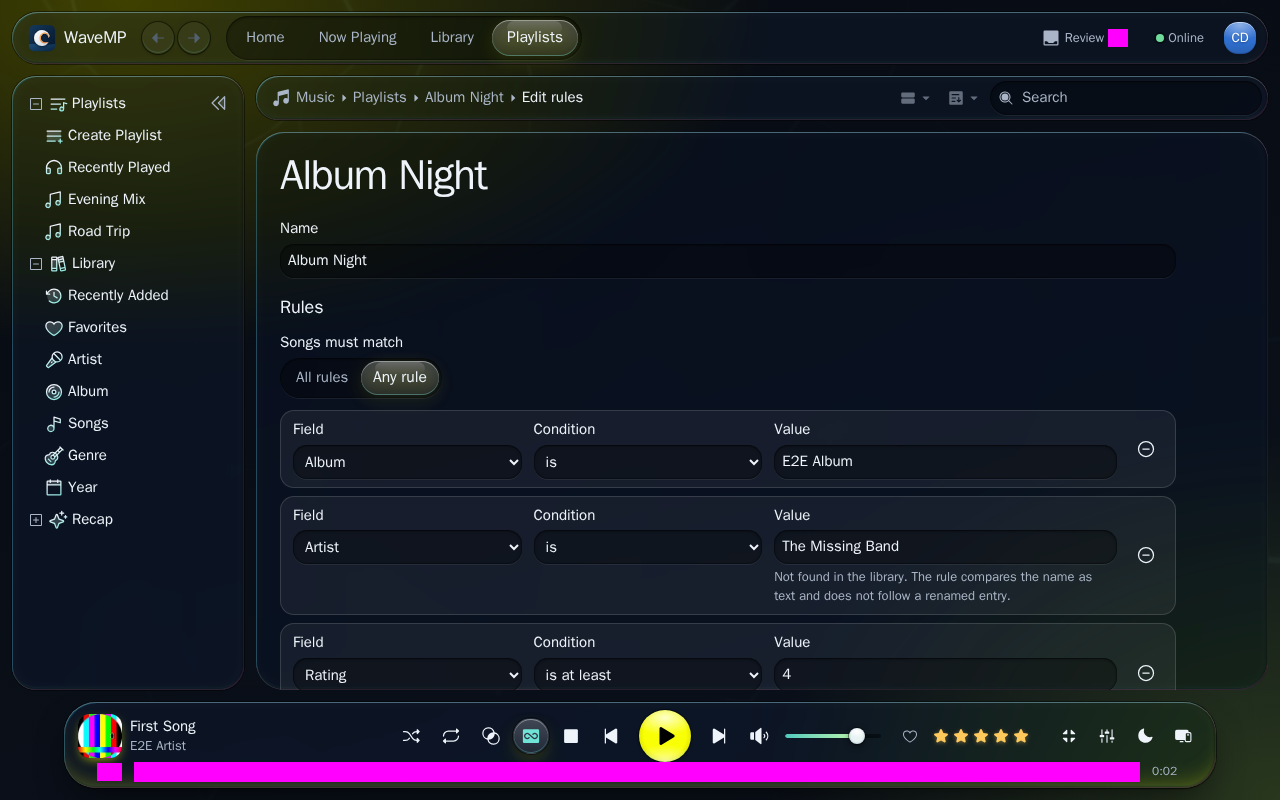 WaveMP
Home
Now Playing
Library
Playlists
Review
Online
CD
Playlists
Create Playlist
Recently Played
Evening Mix
Road Trip
Library
Recently Added
Favorites
Artist
Album
Songs
Genre
Year
Recap
Music
Playlists
Album Night
Edit rules
Search
Album Night
Name
Album Night
Rules
Songs must match
All rules
Any rule
Field
Condition
Value
Album
is
E2E Album
Field
Condition
Value
Artist
is
The Missing Band
Not found in the library. The rule compares the name as
text and does not follow a renamed entry.
Field
Condition
Value
Rating
is at least
4
First Song
E2E Artist
0:02